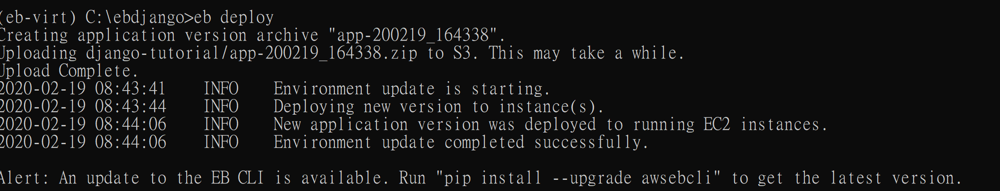 (eb-virt) C:\ebdjango>eb deploy
Creating application version archive "app-200219_164338".
Uploading django-tutorial/app-200219_164338.zip to S3. This may take a while.
Upload Complete.
2020-02-19 08:43:41    INFO    Environment update is starting.
2020-02-19 08:43:44    INFO    Deploying new version to instance(s).
2020-02-19 08:44:06    INFO    New application version was deployed to running EC2 instances.
2020-02-19 08:44:06    INFO    Environment update completed successfully.
Alert: An update to the EB CLI is available. Run "pip install --upgrade awsebcli" to get the latest version.